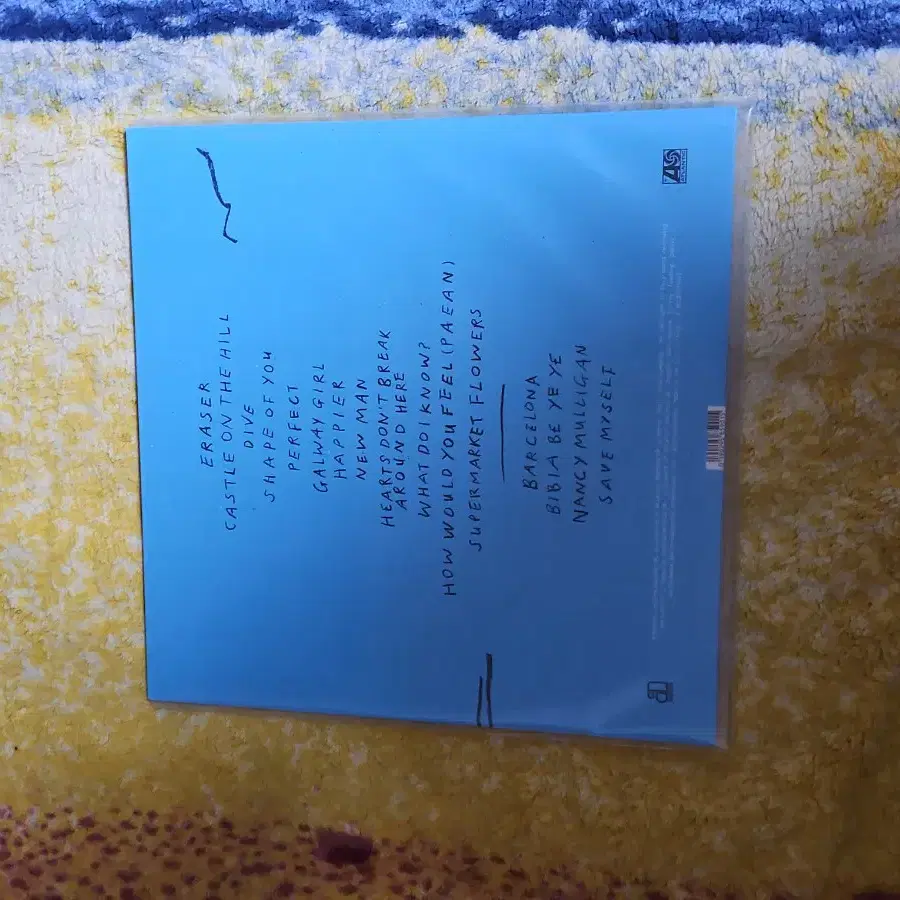 ERASER
CASTLE ON THE HILL
DIVE
SHAPE OF YOU
PERFECT
GALWAY GIRL
HAPPIER
NEW MAN
HEARTS DON'T BREAK
AROUND HERE
WHAT DO I KNOW?
HOW WOULD YOU FEEL (PAEAN)
SUPERMARKET FLOWERS
BARCELONA
BIBIA BE YE YE
NANCY MULLIGAN
SAVE MYSELF